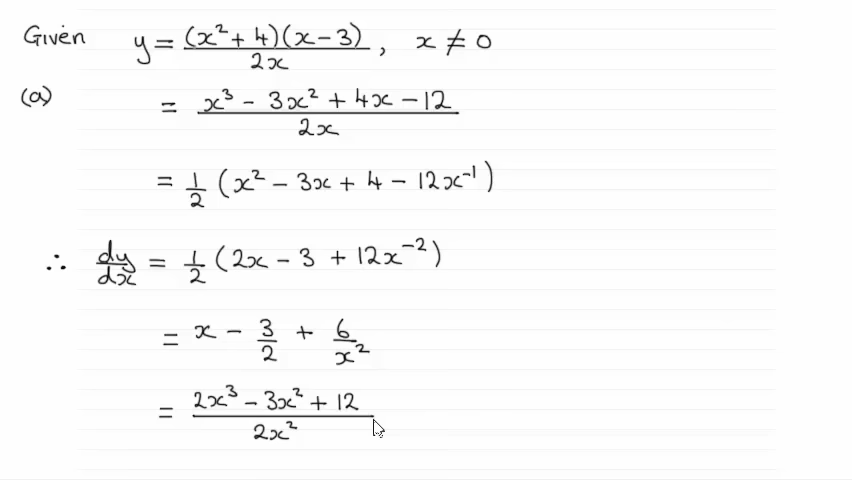 Given y = (x² + 4)(x - 3) / 2x , x ≠ 0
(a) = x³ - 3x² + 4x - 12 / 2x
= 1/2 (x² - 3x + 4 - 12x⁻¹)
∴ dy/dx = 1/2 (2x - 3 + 12x⁻²)
= x - 3/2 + 6/x²
= 2x³ - 3x² + 12 / 2x²